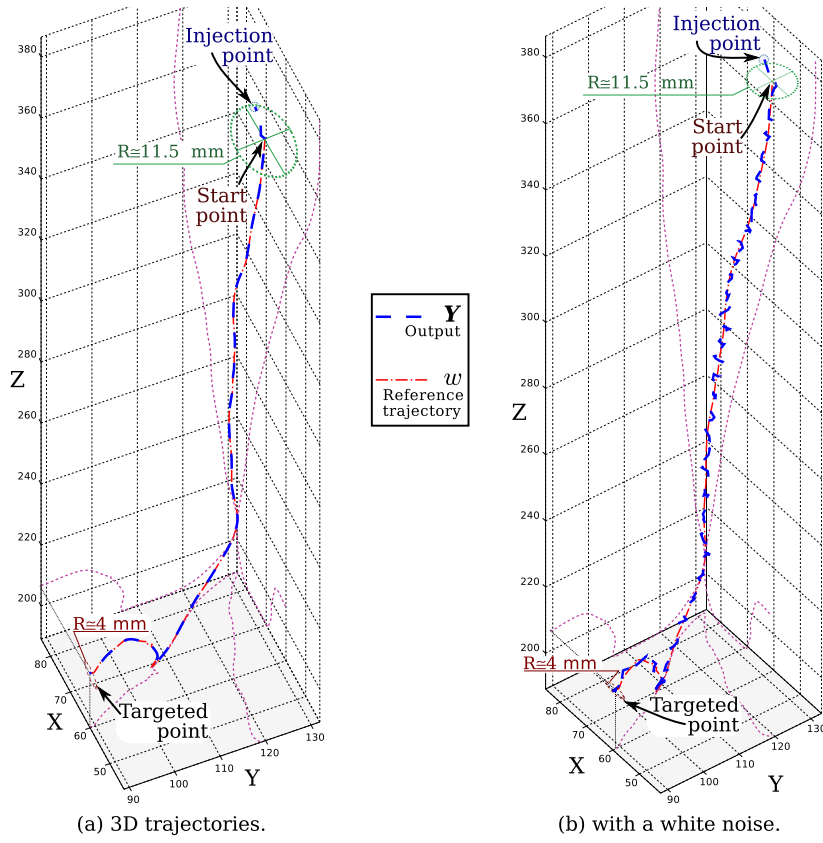 Injection
point
R≅11.5 mm
Start
point
380
360
340
320
300
280
260
240
220
200
Z
R≅4 mm
Targeted
point
80
70
60
50
X
90
100
110
120
130
Y
(a) 3D trajectories.
Y
Output
w
Reference
trajectory
Injection
point
R≅11.5 mm
Start
point
380
360
340
320
300
280
260
240
220
200
Z
R≅4 mm
Targeted
point
80
70
60
50
X
90
100
110
120
130
Y
(b) with a white noise.